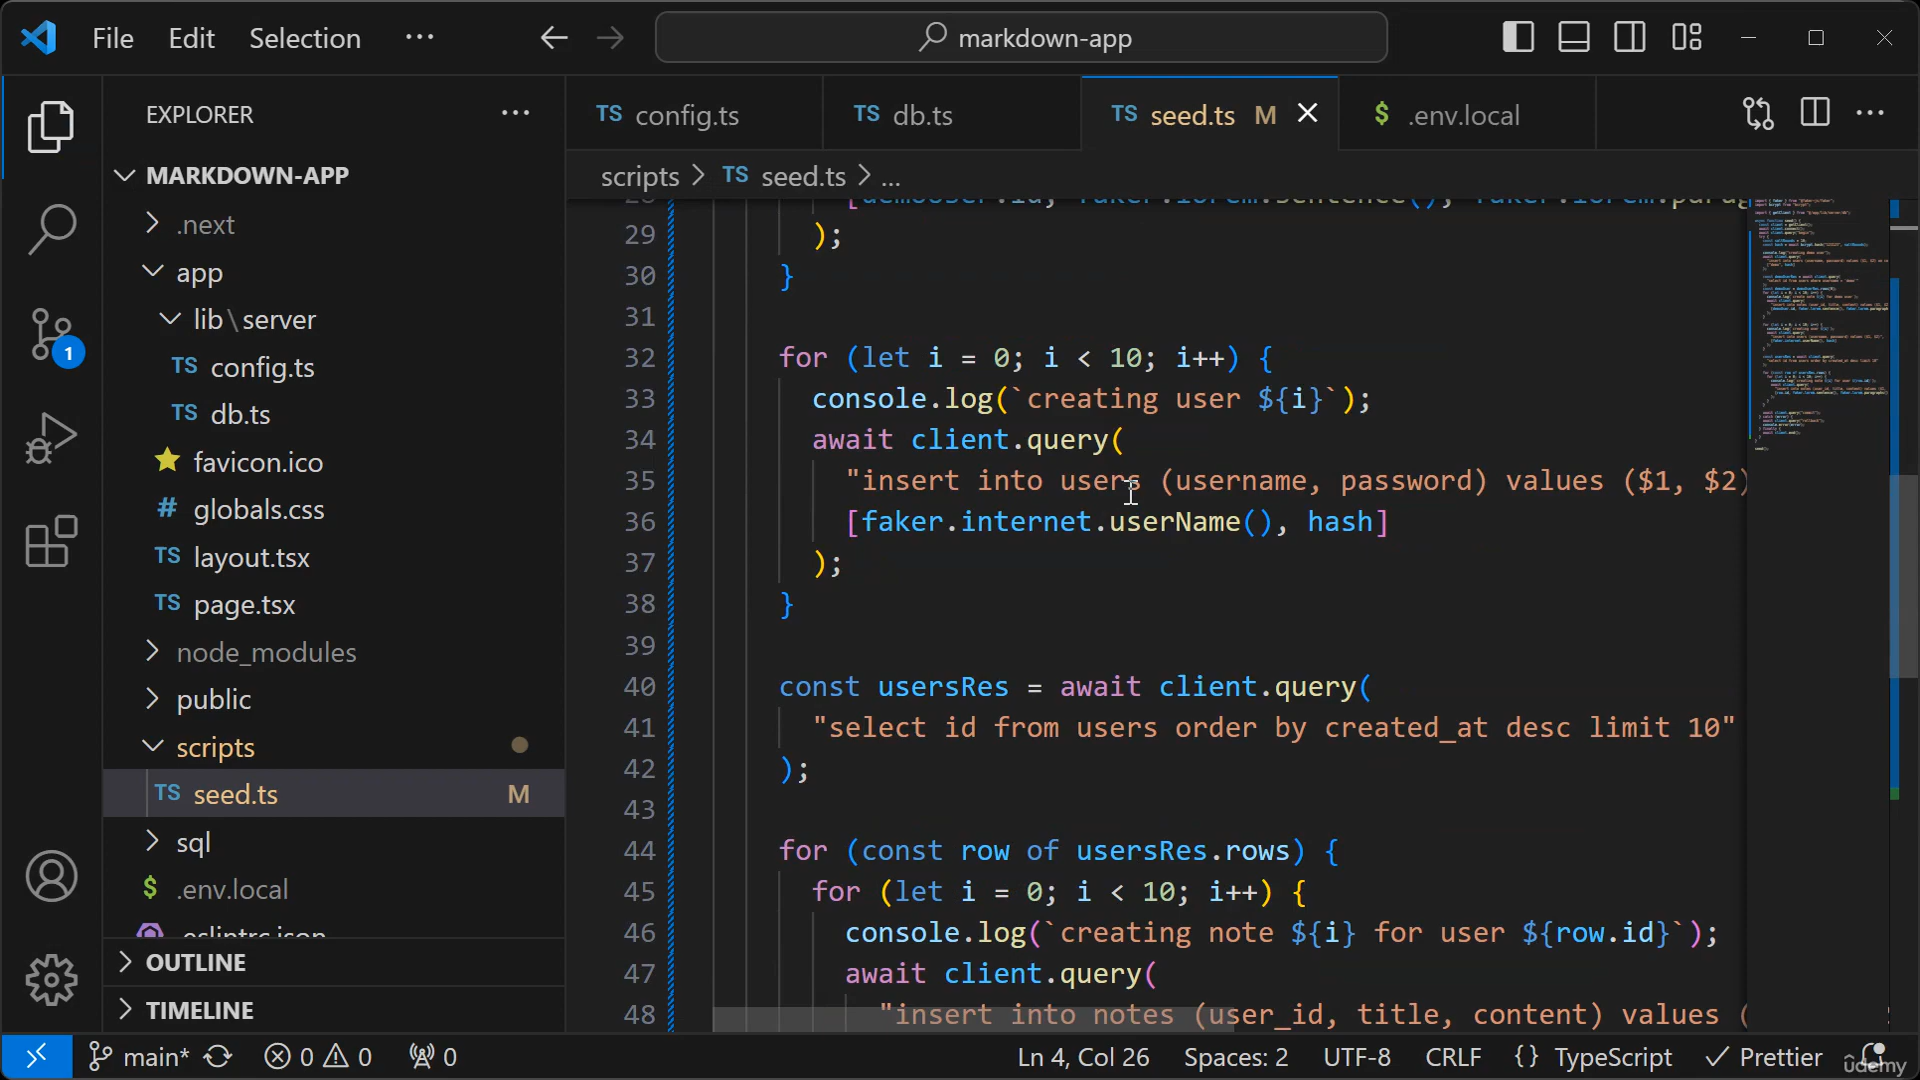 File Edit Selection ··· markdown-app
EXPLORER ···
MARKDOWN-APP
.next
app
lib\server
TS config.ts
TS db.ts
favicon.ico
# globals.css
TS layout.tsx
TS page.tsx
node_modules
public
scripts
TS seed.ts M
sql
$ .env.local
.eslintrc.json
OUTLINE
TIMELINE
TS config.ts TS db.ts TS seed.ts M $ .env.local ···
scripts > TS seed.ts > ...
29 );
30 }
31
32 for (let i = 0; i < 10; i++) {
33 console.log(`creating user ${i}`);
34 await client.query(
35 "insert into users (username, password) values ($1, $2)
36 [faker.internet.userName(), hash]
37 );
38 }
39
40 const usersRes = await client.query(
41 "select id from users order by created_at desc limit 10"
42 );
43
44 for (const row of usersRes.rows) {
45 for (let i = 0; i < 10; i++) {
46 console.log(`creating note ${i} for user ${row.id}`);
47 await client.query(
48 "insert into notes (user_id, title, content) values (
1
main* 0 0 0 Ln 4, Col 26 Spaces: 2 UTF-8 CRLF {} TypeScript Prettier
udemy